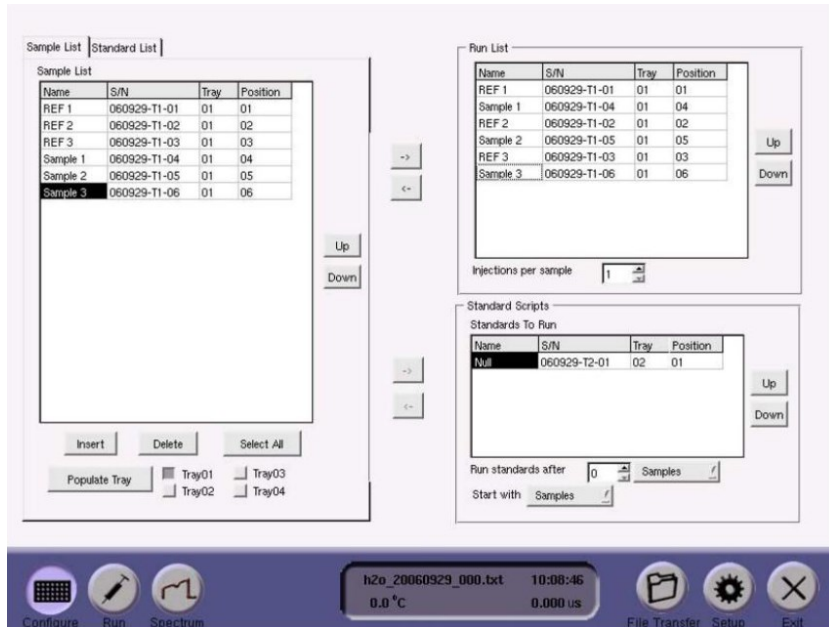 Sample List Standard List
Sample List
Name S/N Tray Position
REF 1 060929-T1-01 01 01
REF 2 060929-T1-02 01 02
REF 3 060929-T1-03 01 03
Sample 1 060929-T1-04 01 04
Sample 2 060929-T1-05 01 05
Sample 3 060929-T1-06 01 06
Up
Down
Insert Delete Select All
Populate Tray Tray01 Tray03
Tray02 Tray04
->
<-
->
<-
Run List
Name S/N Tray Position
REF 1 060929-T1-01 01 01
Sample 1 060929-T1-04 01 04
REF 2 060929-T1-02 01 02
Sample 2 060929-T1-05 01 05
REF 3 060929-T1-03 01 03
Sample 3 060929-T1-06 01 06
Up
Down
Injections per sample 1
Standard Scripts
Standards To Run
Name S/N Tray Position
Null 060929-T2-01 02 01
Up
Down
Run standards after 0 Samples
Start with Samples
h2o_20060929_000.txt 10:08:46
0.0 °C 0.000 us
Configure Run Spectrum File Transfer Setup Exit